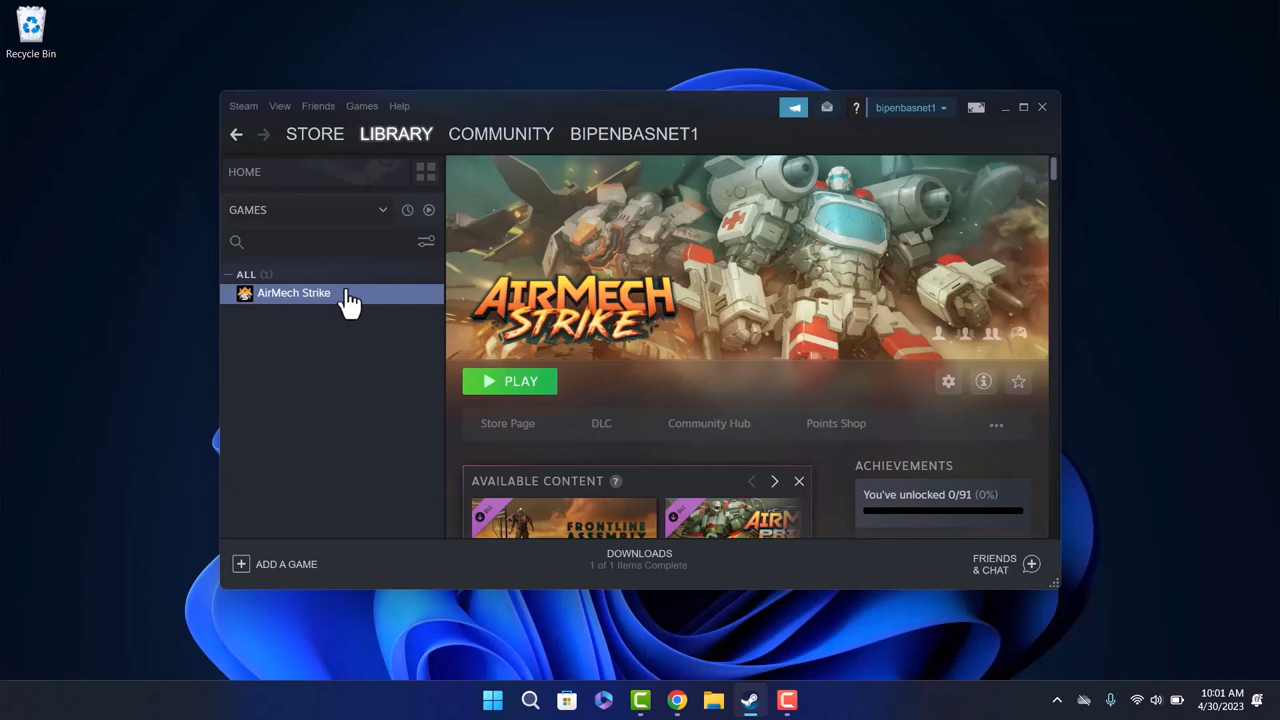 Recycle Bin
Steam View Friends Games Help
bipenbasnet1
STORE LIBRARY COMMUNITY BIPENBASNET1
HOME
GAMES
ALL (1)
AirMech Strike
AIRMECH
STRIKE
PLAY
Store Page DLC Community Hub Points Shop
AVAILABLE CONTENT ?
ACHIEVEMENTS
You've unlocked 0/91 (0%)
FRONTLINE
ASSEMBLY
ADD A GAME
DOWNLOADS
1 of 1 Items Complete
FRIENDS
& CHAT
10:01 AM
4/30/2023